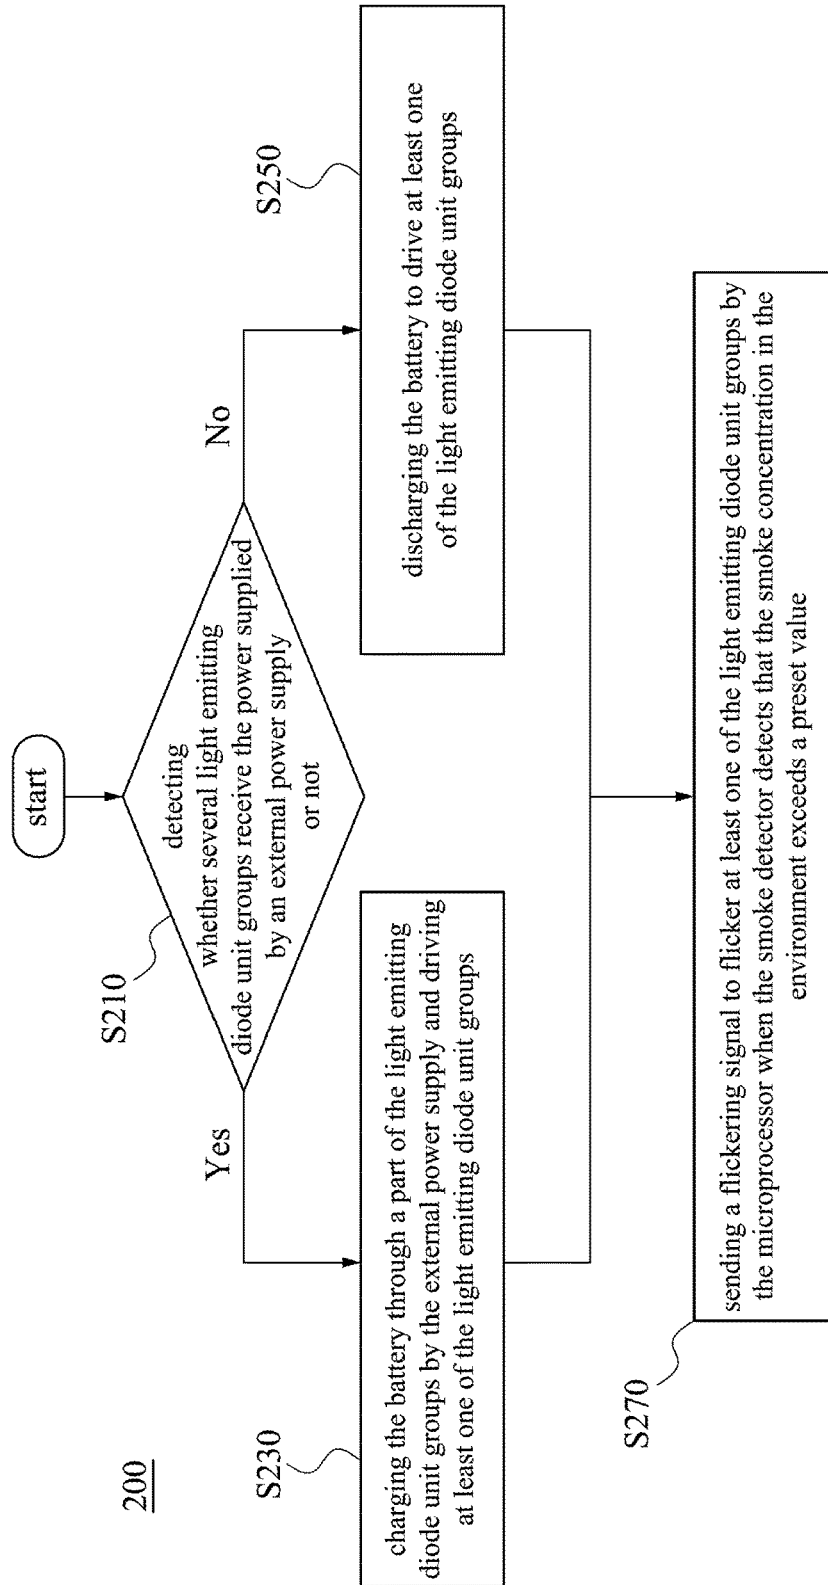 200
start
S210
detecting
whether several light emitting
diode unit groups receive the power supplied
by an external power supply
or not
Yes
No
S230
charging the battery through a part of the light emitting
diode unit groups by the external power supply and driving
at least one of the light emitting diode unit groups
S250
discharging the battery to drive at least one
of the light emitting diode unit groups
S270
sending a flickering signal to flicker at least one of the light emitting diode unit groups by
the microprocessor when the smoke detector detects that the smoke concentration in the
environment exceeds a preset value